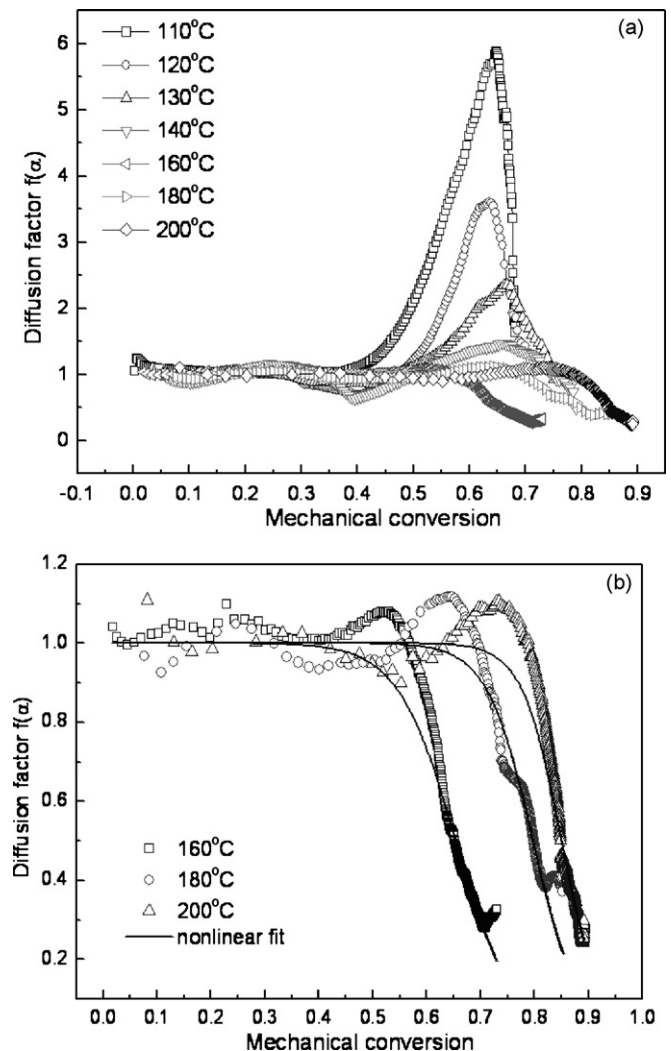 (a)
6
5
4
3
2
1
0
Diffusion factor f(α)
110°C
120°C
130°C
140°C
160°C
180°C
200°C
-0.1 0.0 0.1 0.2 0.3 0.4 0.5 0.6 0.7 0.8 0.9
Mechanical conversion
(b)
1.2
1.0
0.8
0.6
0.4
0.2
Diffusion factor f(α)
160°C
180°C
200°C
nonlinear fit
0.0 0.1 0.2 0.3 0.4 0.5 0.6 0.7 0.8 0.9 1.0
Mechanical conversion